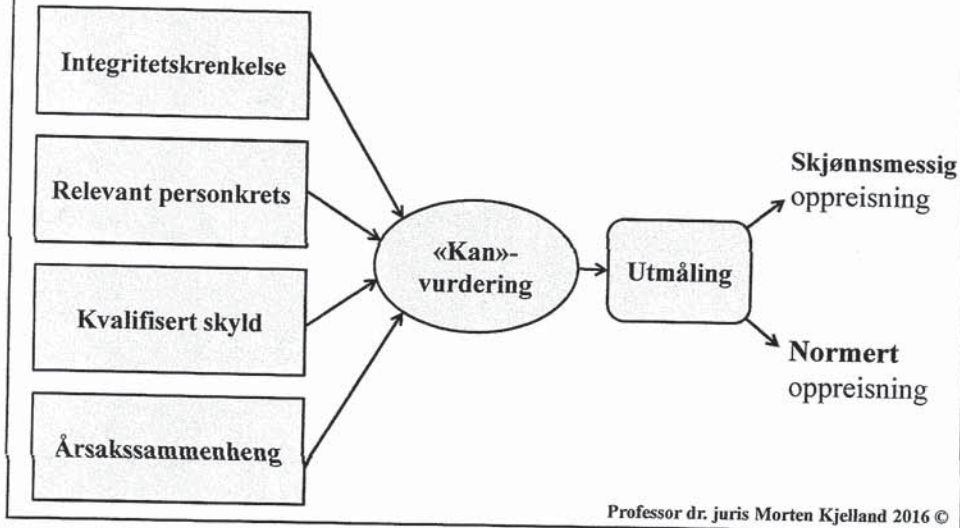 Integritetskrenkelse
Relevant personkrets
Kvalifisert skyld
Årsakssammenheng
«Kan»-
vurdering
Utmåling
Skjønnsmessig
oppreisning
Normert
oppreisning
Professor dr. juris Morten Kjelland 2016 ©